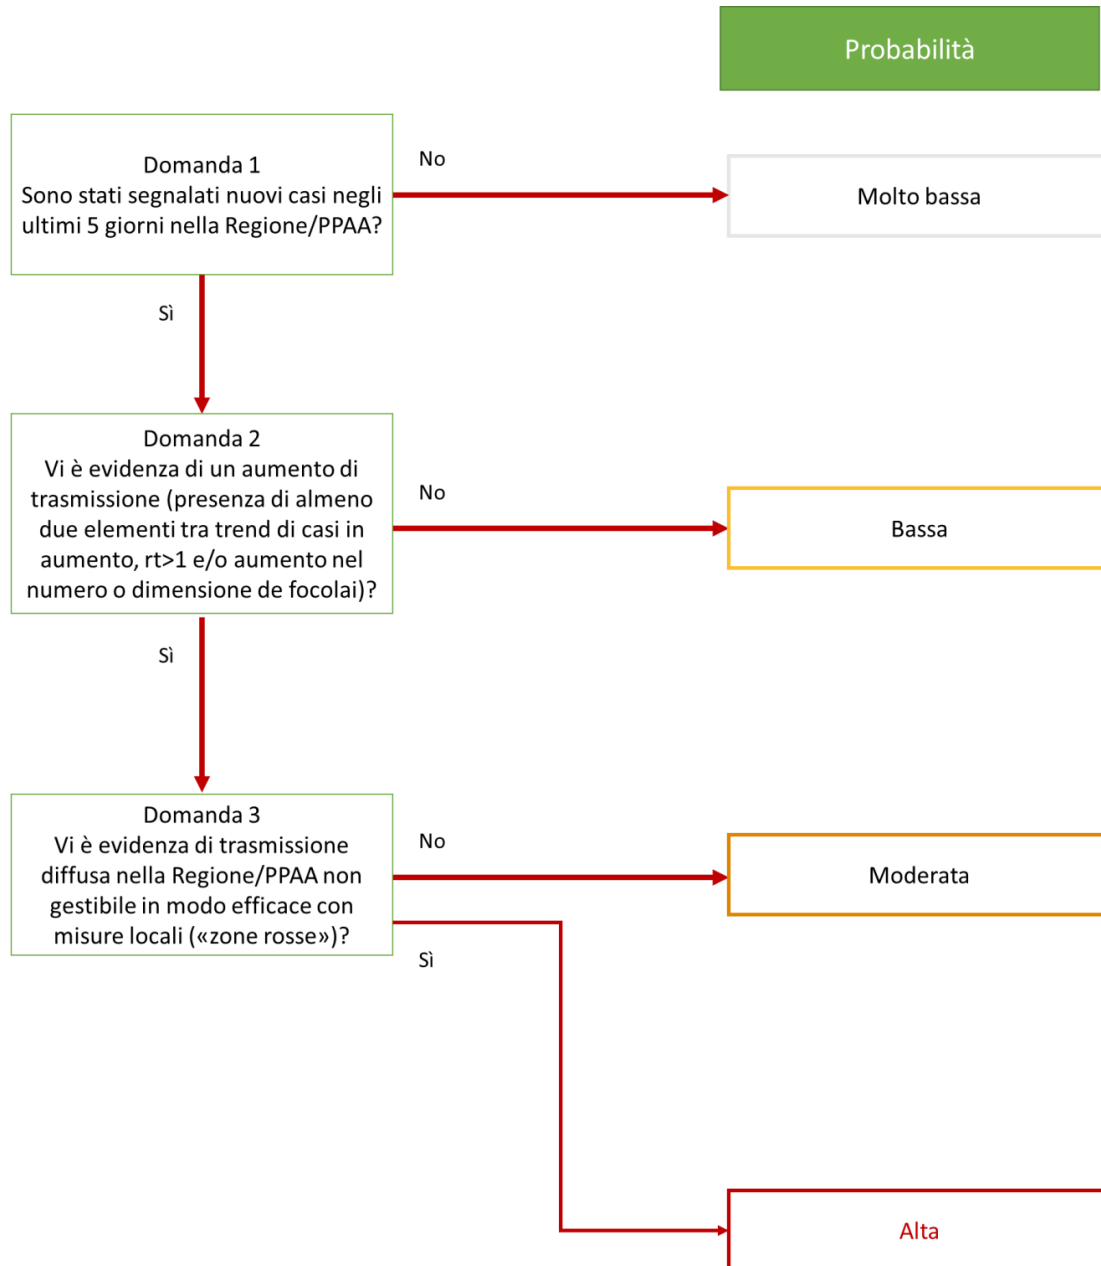 Probabilità
Domanda 1
Sono stati segnalati nuovi casi negli
ultimi 5 giorni nella Regione/PPAA?
No
Molto bassa
Sì
Domanda 2
Vi è evidenza di un aumento di
trasmissione (presenza di almeno
due elementi tra trend di casi in
aumento, rt>1 e/o aumento nel
numero o dimensione de focolai)?
No
Bassa
Sì
Domanda 3
Vi è evidenza di trasmissione
diffusa nella Regione/PPAA non
gestibile in modo efficace con
misure locali («zone rosse»)?
No
Moderata
Sì
Alta